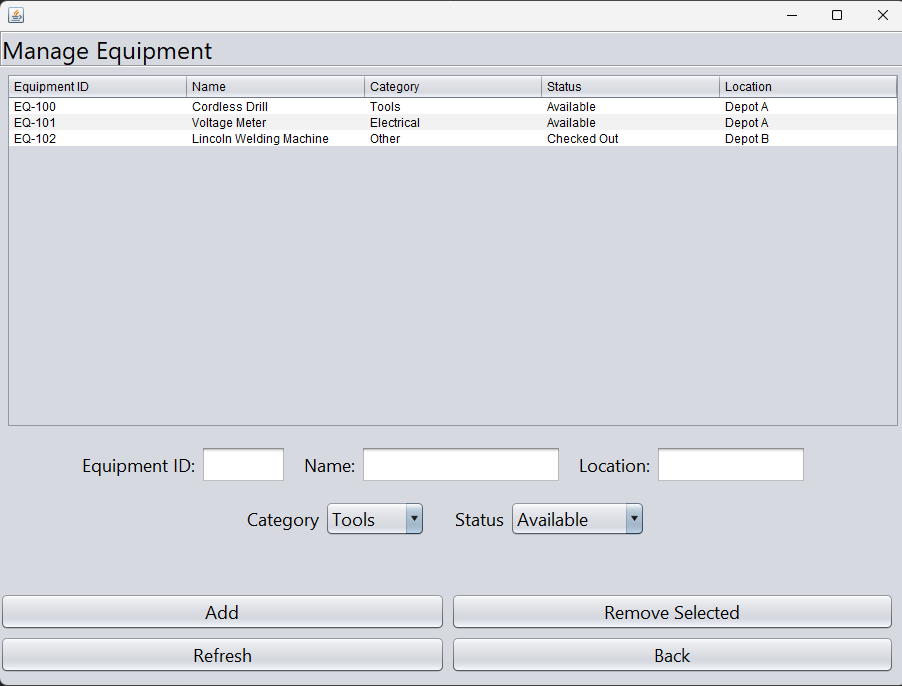 Manage Equipment
Equipment ID Name Category Status Location
EQ-100 Cordless Drill Tools Available Depot A
EQ-101 Voltage Meter Electrical Available Depot A
EQ-102 Lincoln Welding Machine Other Checked Out Depot B
Equipment ID: Name: Location:
Category Tools Status Available
Add Remove Selected
Refresh Back